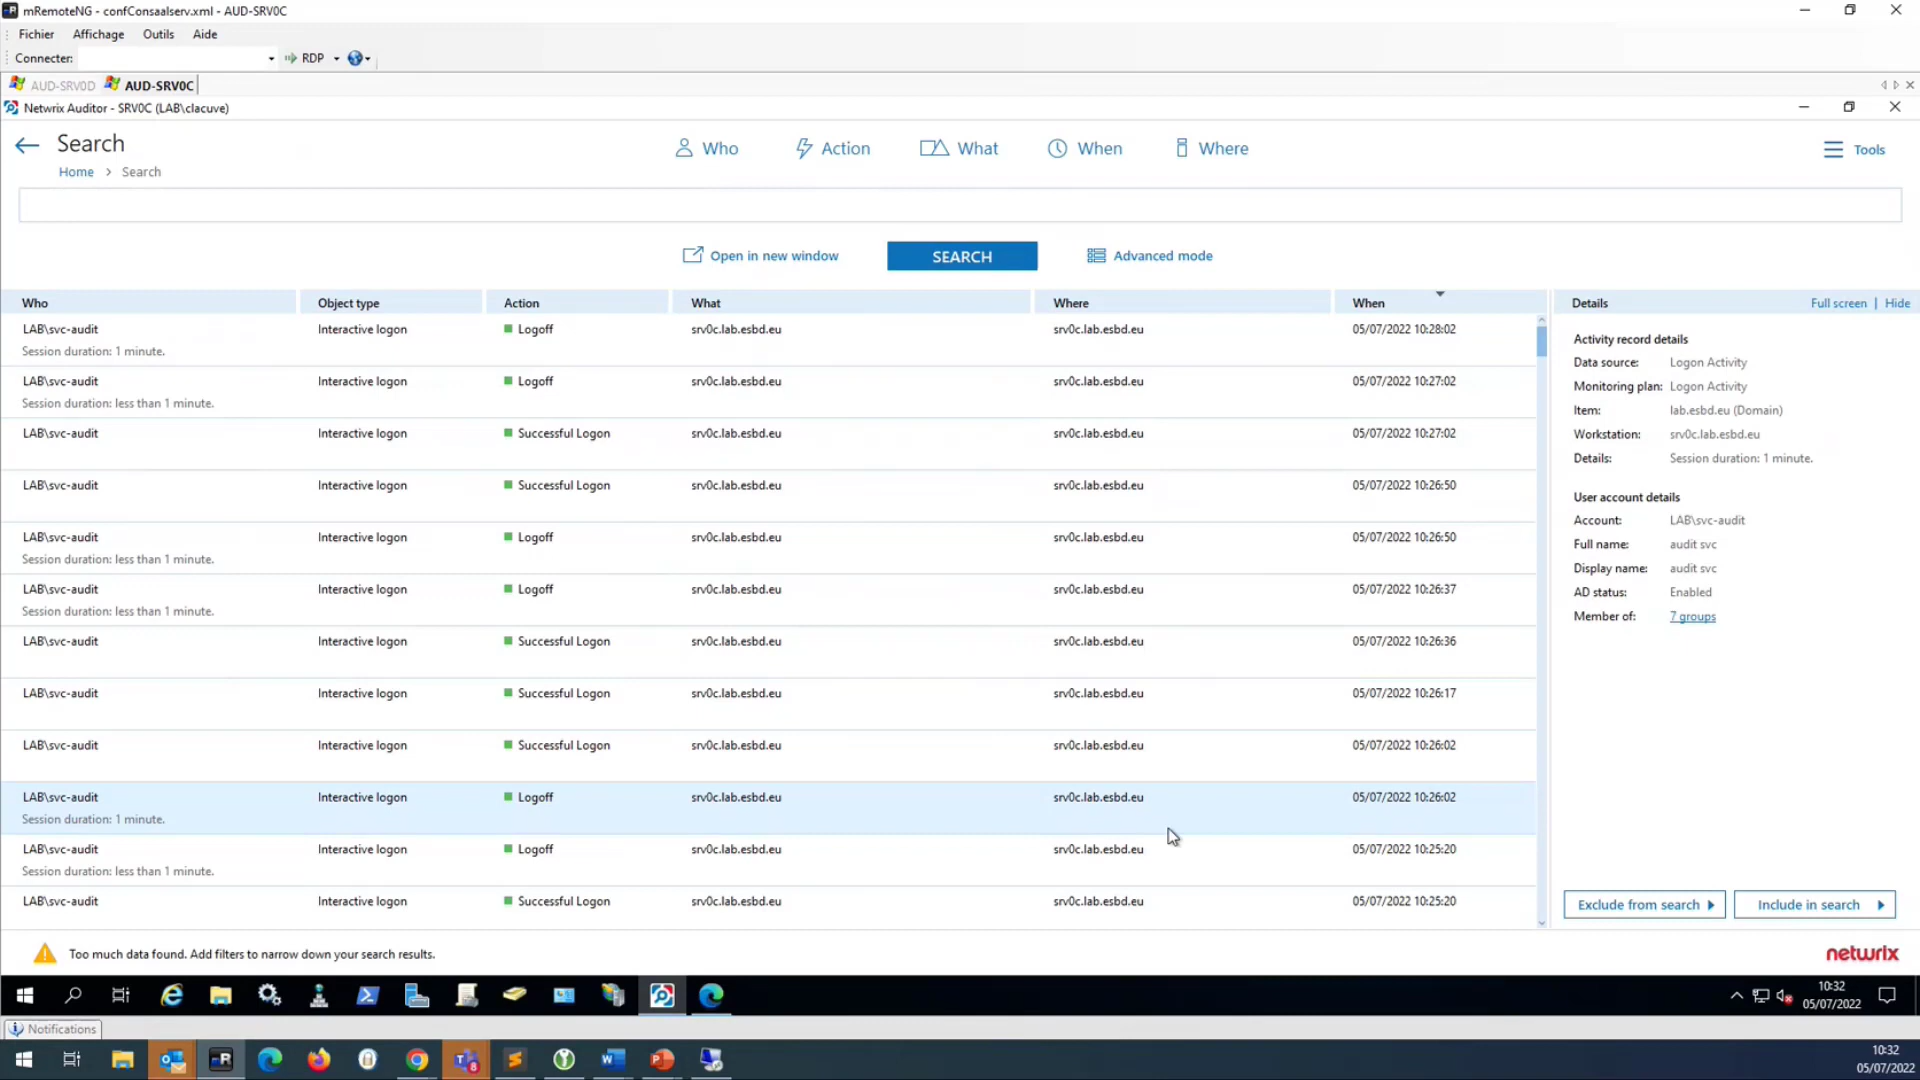 mRemoteNG - confConsaalserv.xml - AUD-SRV0C
Fichier Affichage Outils Aide
Connecter: RDP
AUD-SRV0D AUD-SRV0C
Netwrix Auditor - SRV0C (LAB\clacuve)
Search
Who Action What When Where
Tools
Home > Search
Open in new window SEARCH Advanced mode
Who Object type Action What Where When
LAB\svc-audit Interactive logon Logoff srv0c.lab.esbd.eu srv0c.lab.esbd.eu 05/07/2022 10:28:02
Session duration: 1 minute.
LAB\svc-audit Interactive logon Logoff srv0c.lab.esbd.eu srv0c.lab.esbd.eu 05/07/2022 10:27:02
Session duration: less than 1 minute.
LAB\svc-audit Interactive logon Successful Logon srv0c.lab.esbd.eu srv0c.lab.esbd.eu 05/07/2022 10:27:02
LAB\svc-audit Interactive logon Successful Logon srv0c.lab.esbd.eu srv0c.lab.esbd.eu 05/07/2022 10:26:50
LAB\svc-audit Interactive logon Logoff srv0c.lab.esbd.eu srv0c.lab.esbd.eu 05/07/2022 10:26:50
Session duration: less than 1 minute.
LAB\svc-audit Interactive logon Logoff srv0c.lab.esbd.eu srv0c.lab.esbd.eu 05/07/2022 10:26:37
Session duration: less than 1 minute.
LAB\svc-audit Interactive logon Successful Logon srv0c.lab.esbd.eu srv0c.lab.esbd.eu 05/07/2022 10:26:36
LAB\svc-audit Interactive logon Successful Logon srv0c.lab.esbd.eu srv0c.lab.esbd.eu 05/07/2022 10:26:17
LAB\svc-audit Interactive logon Successful Logon srv0c.lab.esbd.eu srv0c.lab.esbd.eu 05/07/2022 10:26:02
LAB\svc-audit Interactive logon Logoff srv0c.lab.esbd.eu srv0c.lab.esbd.eu 05/07/2022 10:26:02
Session duration: 1 minute.
LAB\svc-audit Interactive logon Logoff srv0c.lab.esbd.eu srv0c.lab.esbd.eu 05/07/2022 10:25:20
Session duration: less than 1 minute.
LAB\svc-audit Interactive logon Successful Logon srv0c.lab.esbd.eu srv0c.lab.esbd.eu 05/07/2022 10:25:20
Details Full screen | Hide
Activity record details
Data source: Logon Activity
Monitoring plan: Logon Activity
Item: lab.esbd.eu (Domain)
Workstation: srv0c.lab.esbd.eu
Details: Session duration: 1 minute.
User account details
Account: LAB\svc-audit
Full name: audit svc
Display name: audit svc
AD status: Enabled
Member of: 7 groups
Exclude from search Include in search
Too much data found. Add filters to narrow down your search results.
netwrix
10:32
05/07/2022
Notifications
10:32
05/07/2022